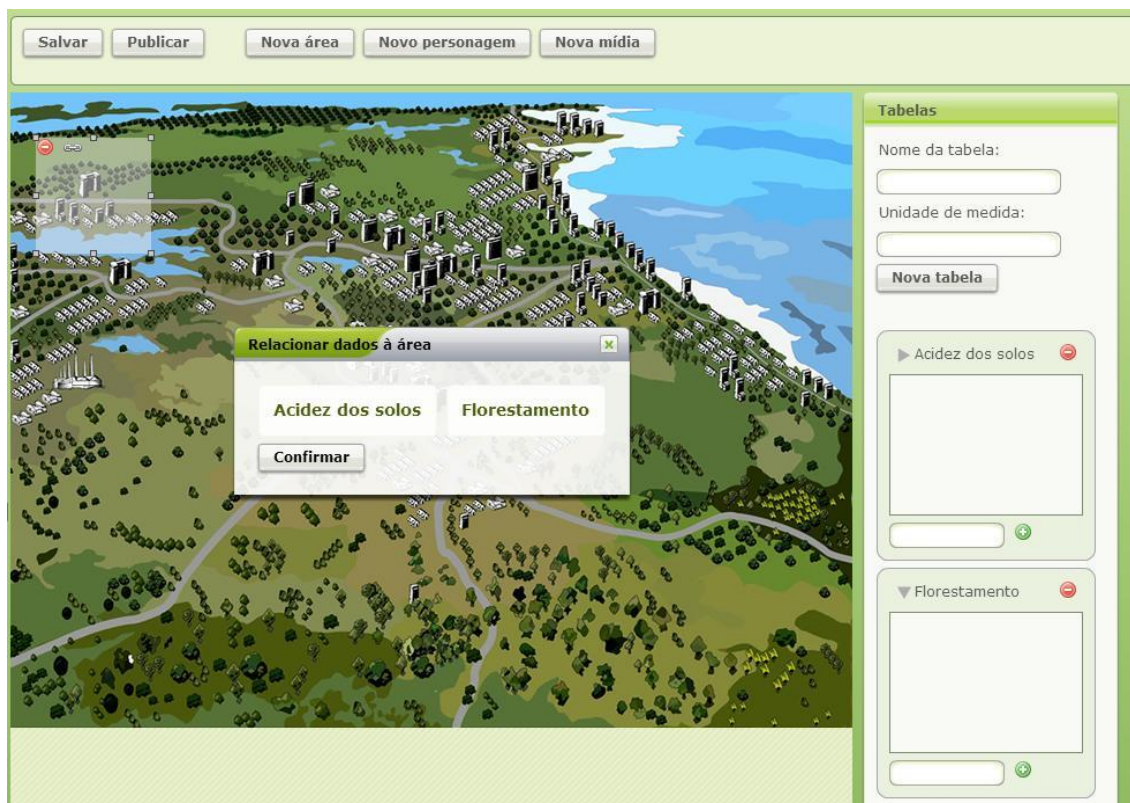 Salvar Publicar Nova área Novo personagem Nova mídia
Tabelas
Nome da tabela:
Unidade de medida:
Nova tabela
Relacionar dados à área
Acidez dos solos Florestamento
Confirmar
Acidez dos solos
Florestamento